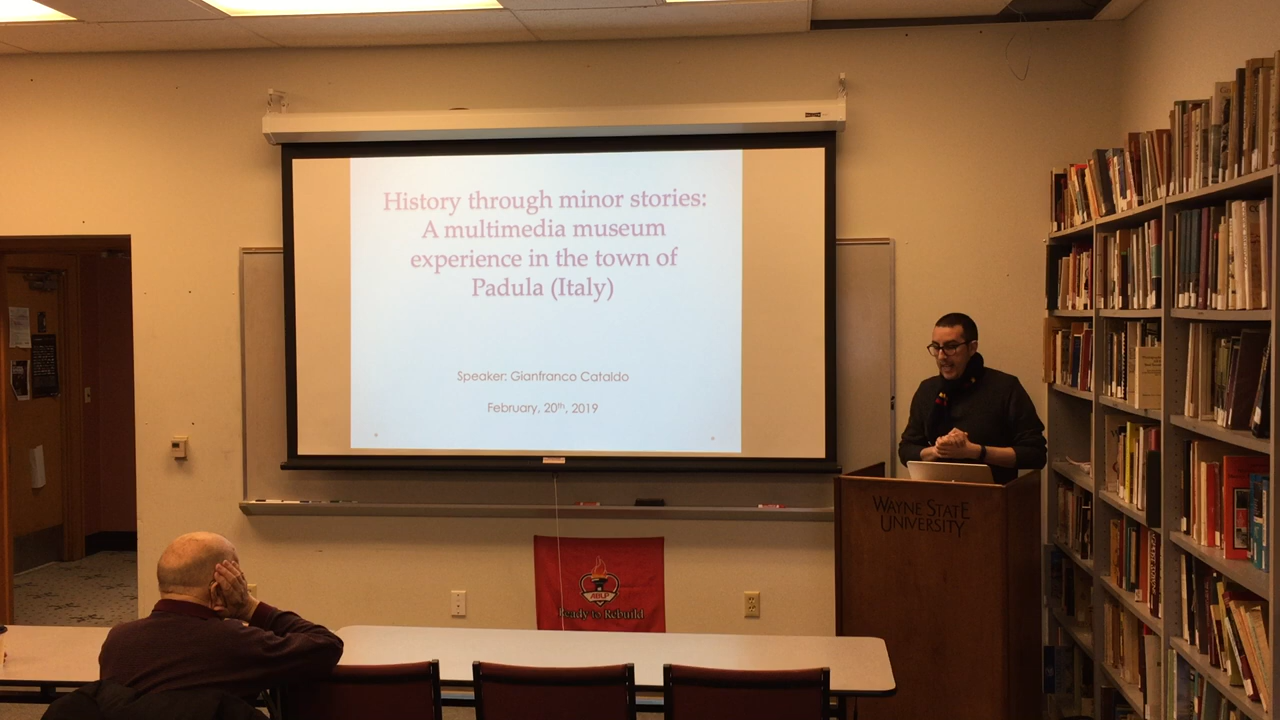 History through minor stories:
A multimedia museum
experience in the town of
Padula (Italy)
Speaker: Gianfranco Cataldo
February, 20th, 2019
WAYNE STATE
UNIVERSITY
Ready to Rebuild